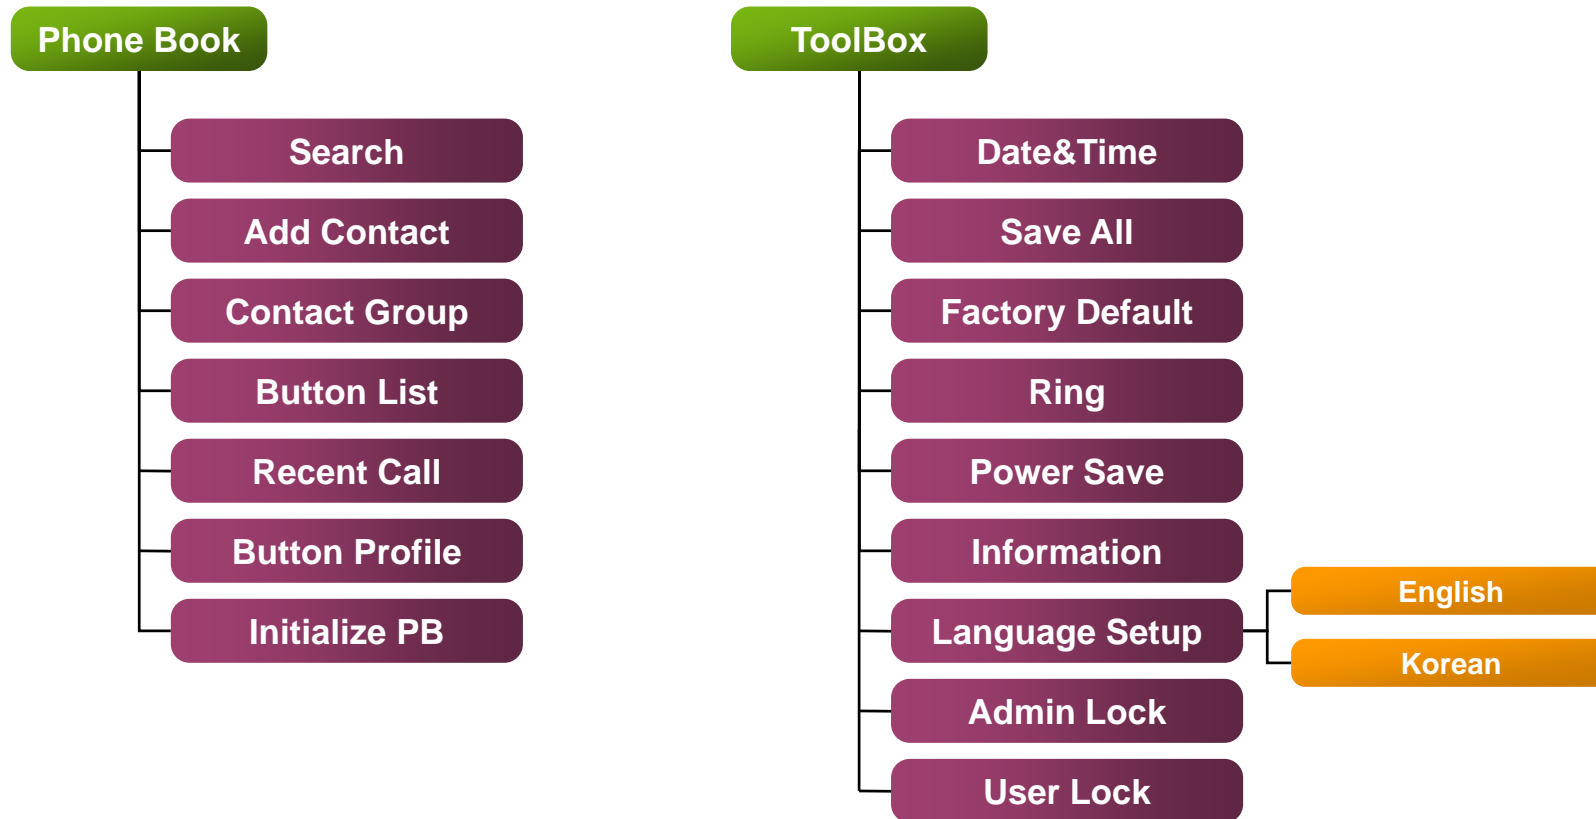 Phone Book
Search
Add Contact
Contact Group
Button List
Recent Call
Button Profile
Initialize PB
ToolBox
Date&Time
Save All
Factory Default
Ring
Power Save
Information
Language Setup
English
Korean
Admin Lock
User Lock